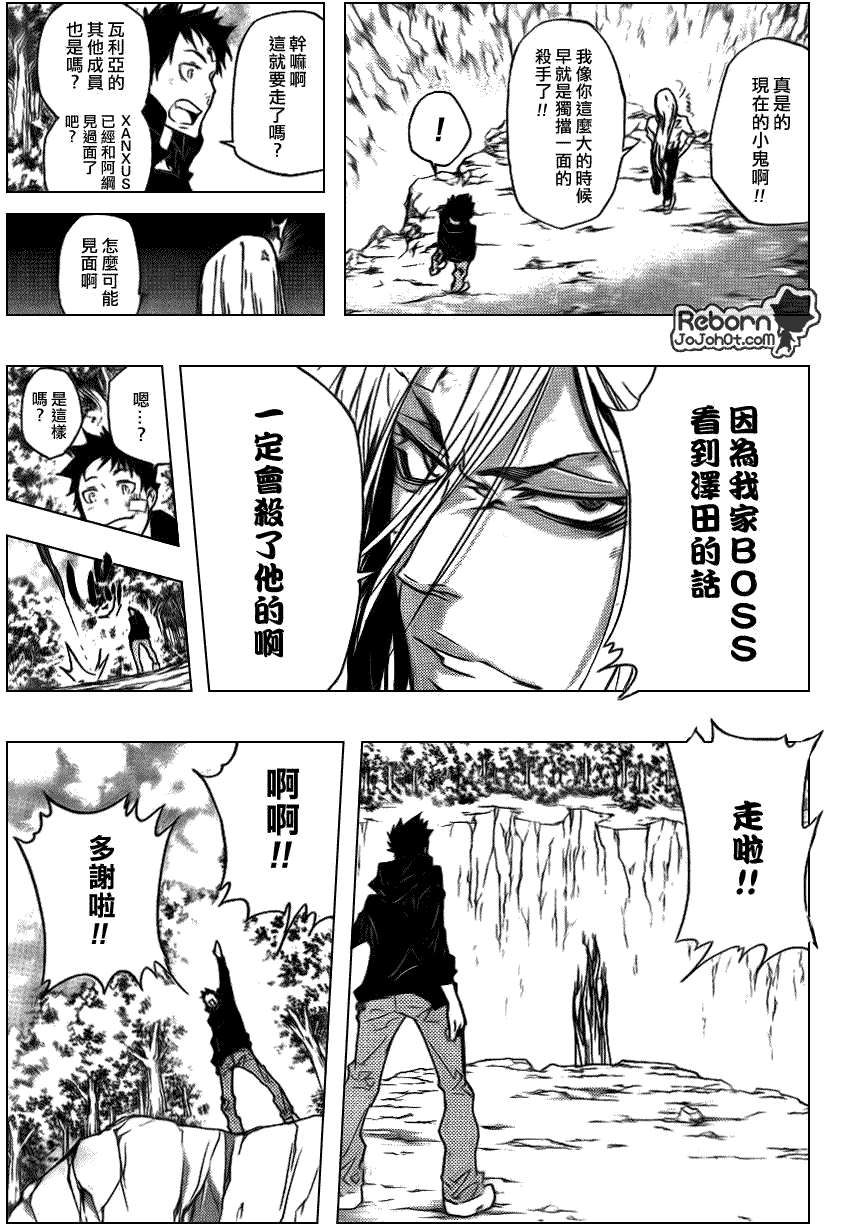 真是的
現在的小鬼啊!!
我像你這麼大的時候
早就是獨擋一面的
殺手了!!
!
幹嘛啊
這就要走了嗎?
瓦利亞的
其他成員
也是嗎?
XANXUS
已經和阿綱
見過面了
吧?
怎麼可能
見面啊
Reborn
JoJoHOt.com
因為我家BOSS
看到澤田的話
一定會殺了他的啊
嗯…?
是這樣
嗎?
走啦!!
啊啊!!
多謝啦!!